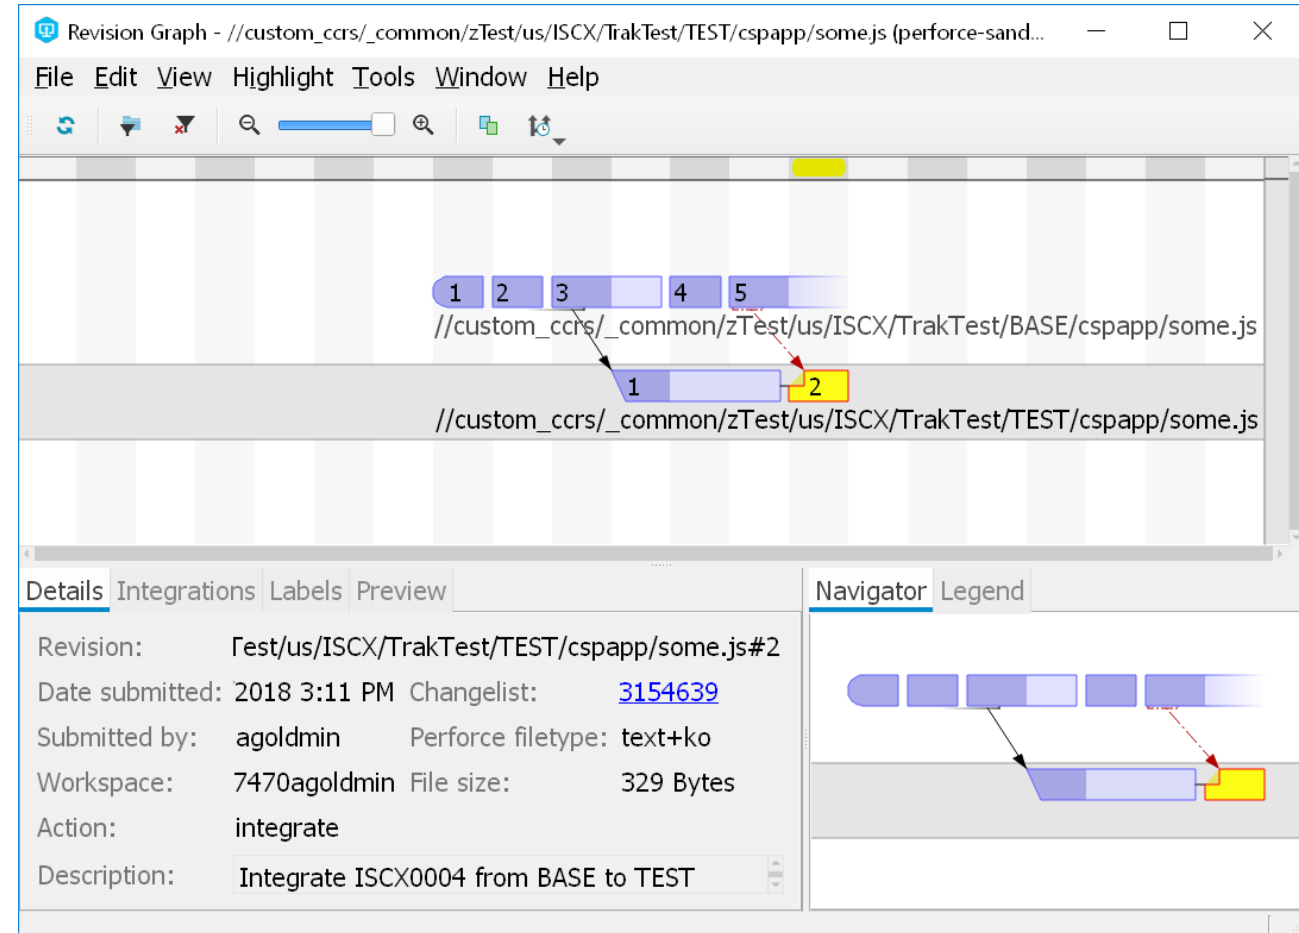 Revision Graph - //custom_ccrs/_common/zTest/us/ISCX/TrakTest/TEST/cspapp/some.js (perforce-sand...
File Edit View Highlight Tools Window Help
1 2 3 4 5
//custom_ccrs/_common/zTest/us/ISCX/TrakTest/BASE/cspapp/some.js
1 2
//custom_ccrs/_common/zTest/us/ISCX/TrakTest/TEST/cspapp/some.js
Details Integrations Labels Preview Navigator Legend
Revision: Test/us/ISCX/TrakTest/TEST/cspapp/some.js#2
Date submitted: 2018 3:11 PM Changelist: 3154639
Submitted by: agoldmin Perforce filetype: text+ko
Workspace: 7470agoldmin File size: 329 Bytes
Action: integrate
Description: Integrate ISCX0004 from BASE to TEST